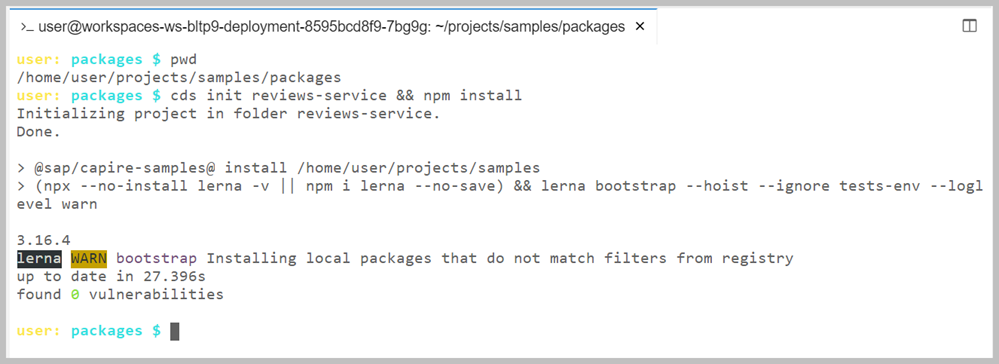 >_ user@workspaces-ws-bltp9-deployment-8595bcd8f9-7bg9g: ~/projects/samples/packages ×
user: packages $ pwd
/home/user/projects/samples/packages
user: packages $ cds init reviews-service && npm install
Initializing project in folder reviews-service.
Done.
> @sap/capire-samples@ install /home/user/projects/samples
> (npx --no-install lerna -v || npm i lerna --no-save) && lerna bootstrap --hoist --ignore tests-env --logl
evel warn
3.16.4
lerna WARN bootstrap Installing local packages that do not match filters from registry
up to date in 27.396s
found 0 vulnerabilities
user: packages $